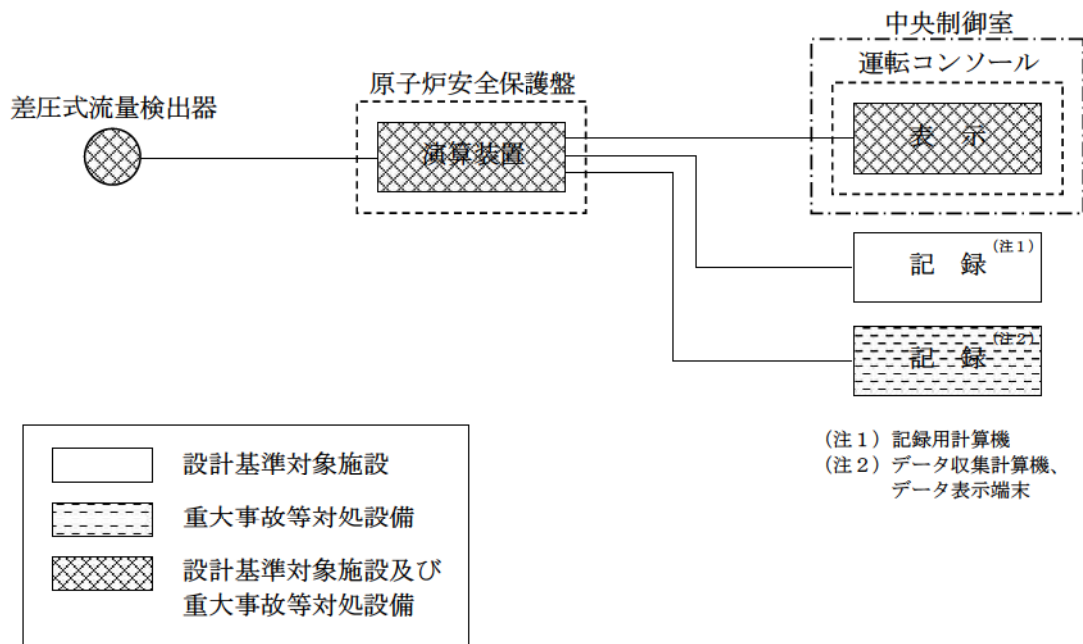 中央制御室
運転コンソール
原子炉安全保護盤
差圧式流量検出器
演算装置
表 示
記 録(注1)
記 録(注2)
(注1)記録用計算機
(注2)データ収集計算機、
データ表示端末
設計基準対象施設
重大事故等対処設備
設計基準対象施設及び
重大事故等対処設備